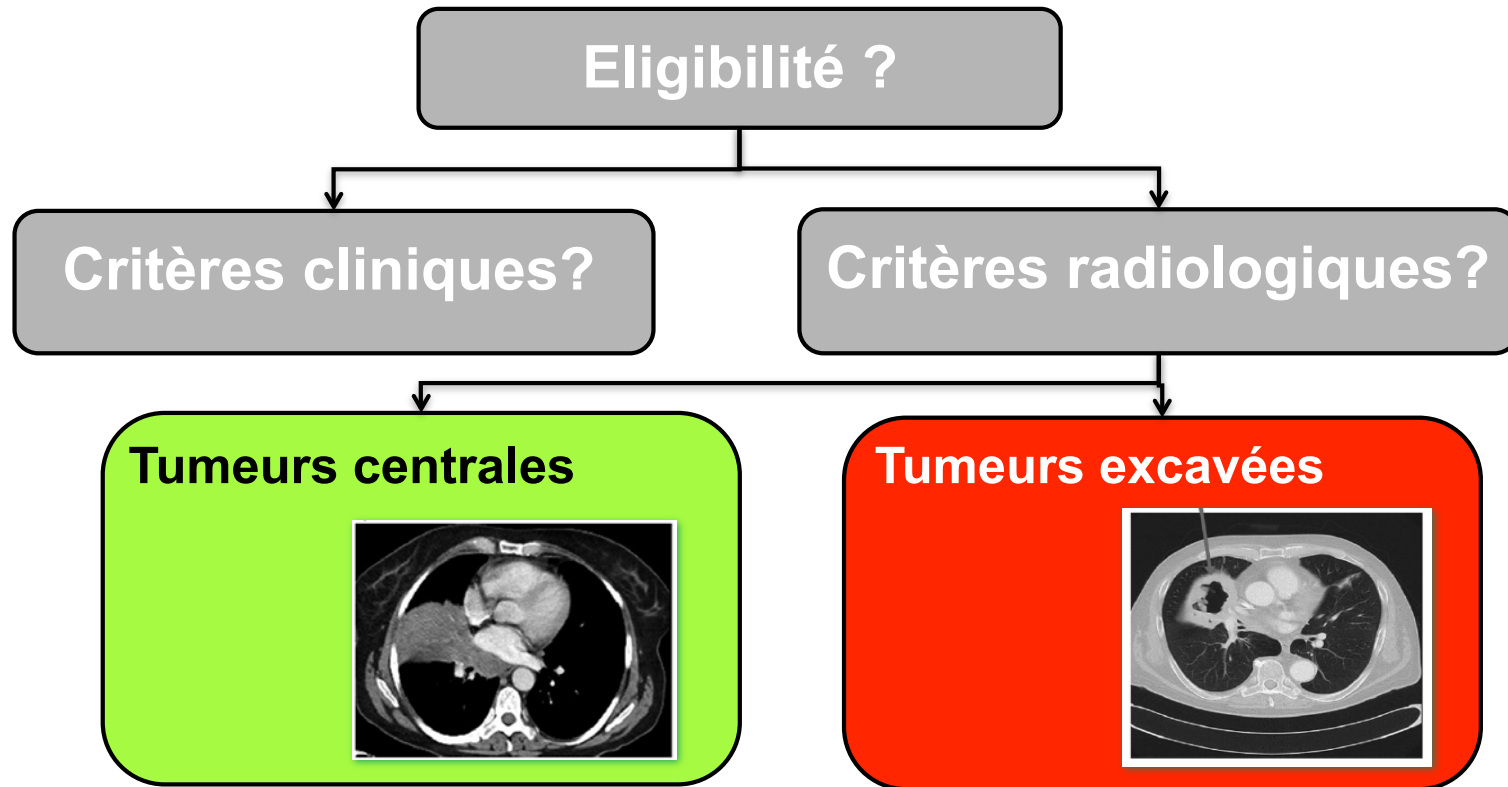 Eligibilité ?
Critères cliniques?
Critères radiologiques?
Tumeurs centrales
Tumeurs excavées